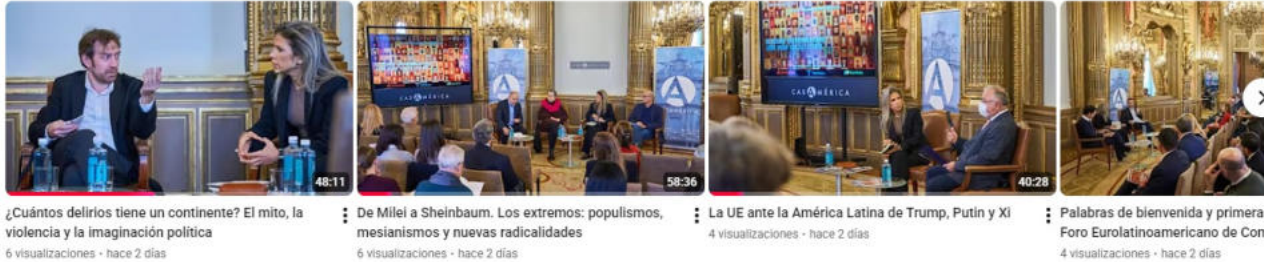 CASAMÉRICA
48:11
¿Cuántos delirios tiene un continente? El mito, la
violencia y la imaginación política
6 visualizaciones • hace 2 días
CASAMÉRICA
58:36
De Milei a Sheinbaum. Los extremos: populismos,
mesianismos y nuevas radicalidades
6 visualizaciones • hace 2 días
CASAMÉRICA
40:28
La UE ante la América Latina de Trump, Putin y Xi
4 visualizaciones • hace 2 días
Palabras de bienvenida y primera
Foro Eurolatinoamericano de Con
4 visualizaciones • hace 2 días